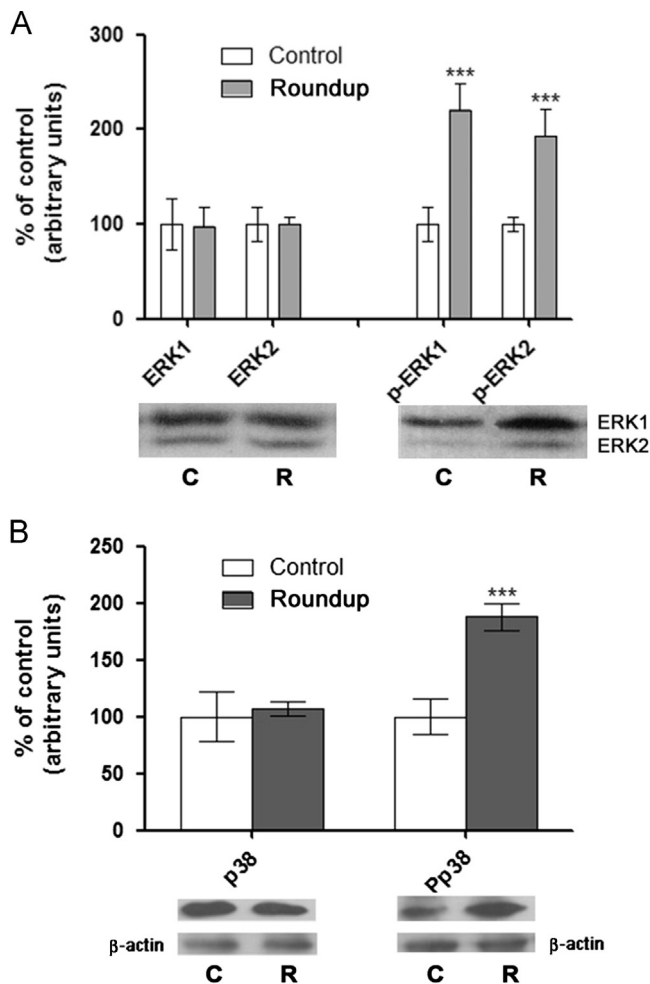 A
300
200
100
0
% of control
(arbitrary units)
Control
Roundup
***
***
ERK1
ERK2
p-ERK1
p-ERK2
ERK1
ERK2
C
R
C
R
B
250
200
150
100
50
0
% of control
(arbitrary units)
Control
Roundup
***
p38
Pp38
β-actin
β-actin
C
R
C
R